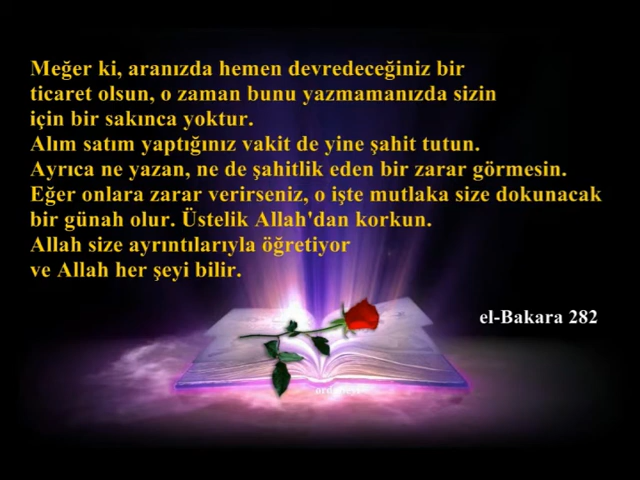 Meğer ki, aranızda hemen devredeceğiniz bir
ticaret olsun, o zaman bunu yazmamanızda sizin
için bir sakınca yoktur.
Alım satım yaptığınız vakit de yine şahit tutun.
Ayrıca ne yazan, ne de şahitlik eden bir zarar görmesin.
Eğer onlara zarar verirseniz, o işte mutlaka size dokunacak
bir günah olur. Üstelik Allah'dan korkun.
Allah size ayrıntılarıyla öğretiyor
ve Allah her şeyi bilir.
el-Bakara 282